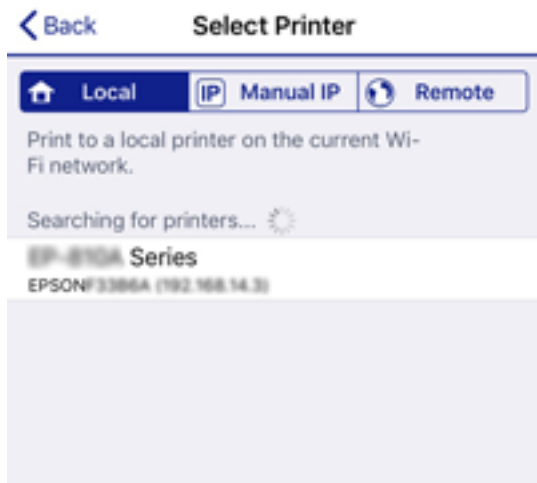 Back
Select Printer
Local
IP Manual IP
Remote
Print to a local printer on the current Wi-
Fi network.
Searching for printers...
Series
EPSON